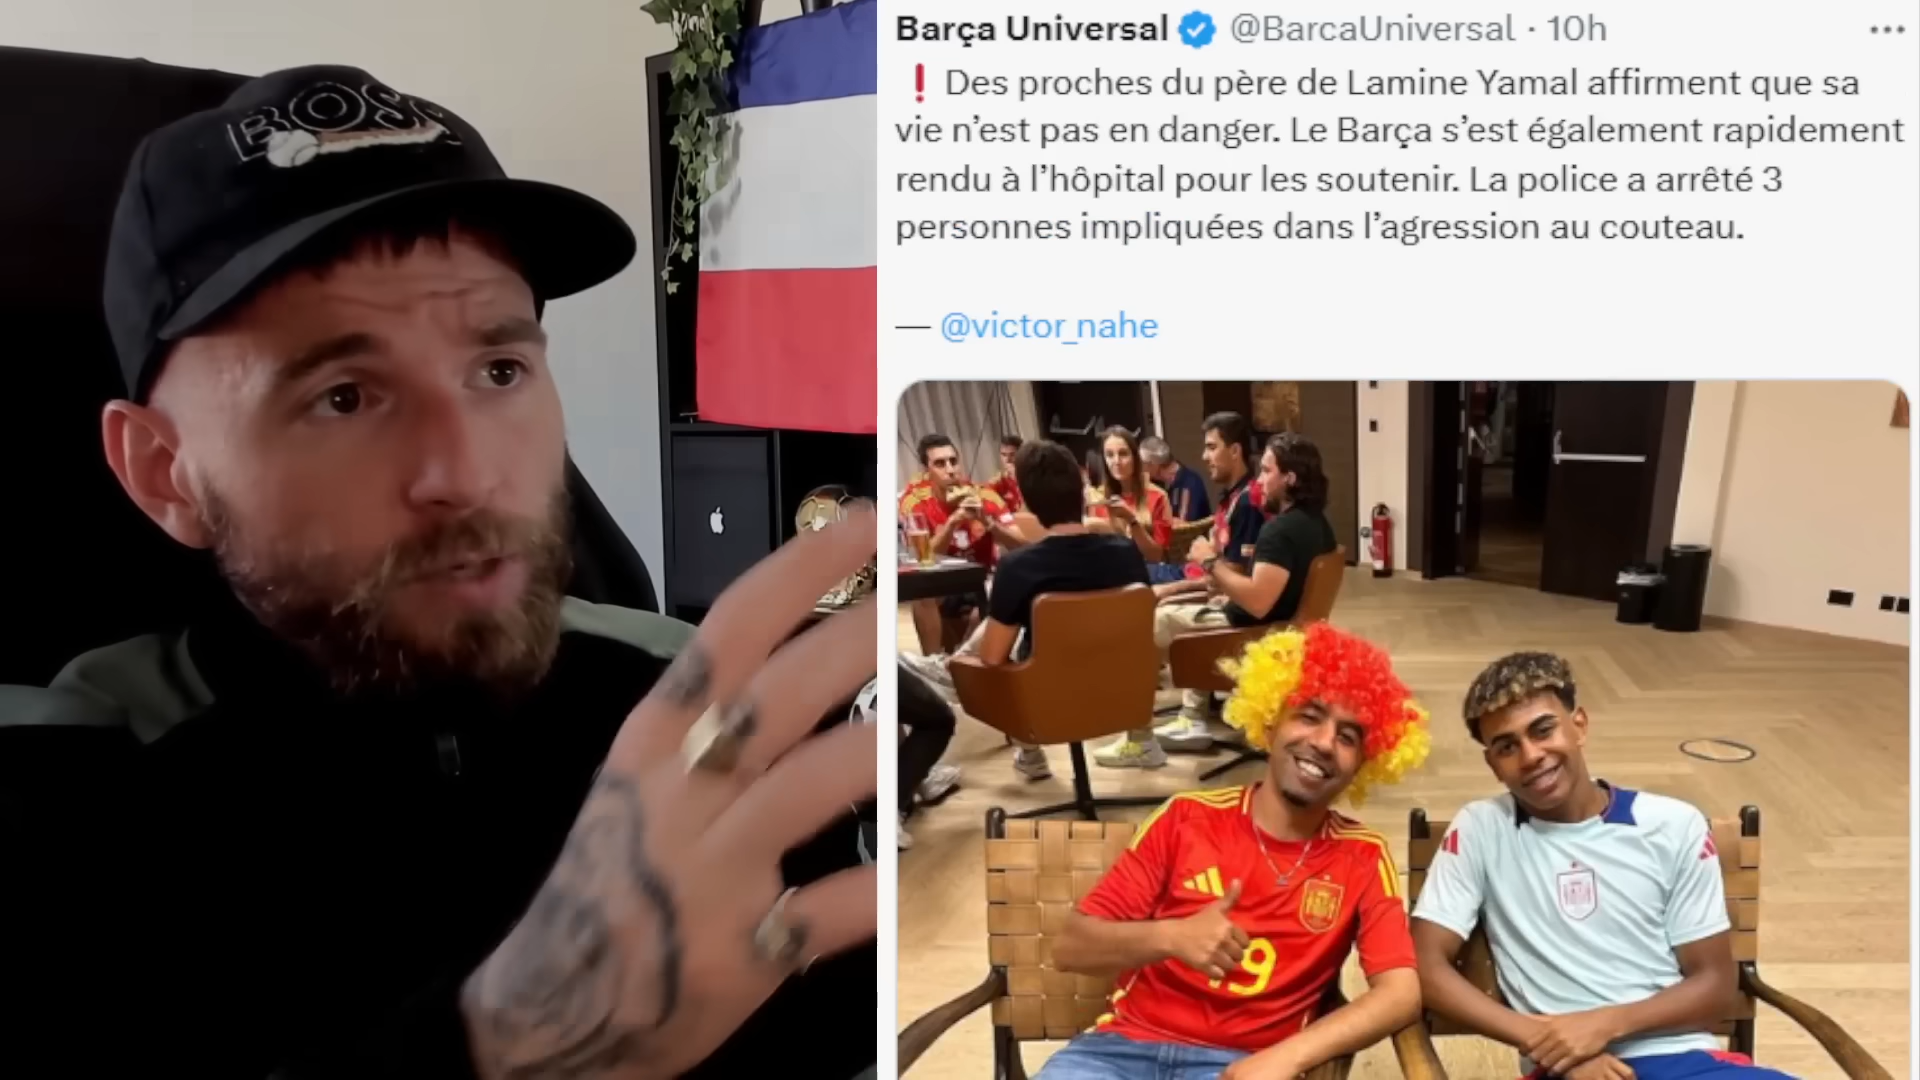 BOSS
Barça Universal @BarcaUniversal · 10h
❗ Des proches du père de Lamine Yamal affirment que sa
vie n’est pas en danger. Le Barça s’est également rapidement
rendu à l’hôpital pour les soutenir. La police a arrêté 3
personnes impliquées dans l’agression au couteau.
— @victor_nahe
19